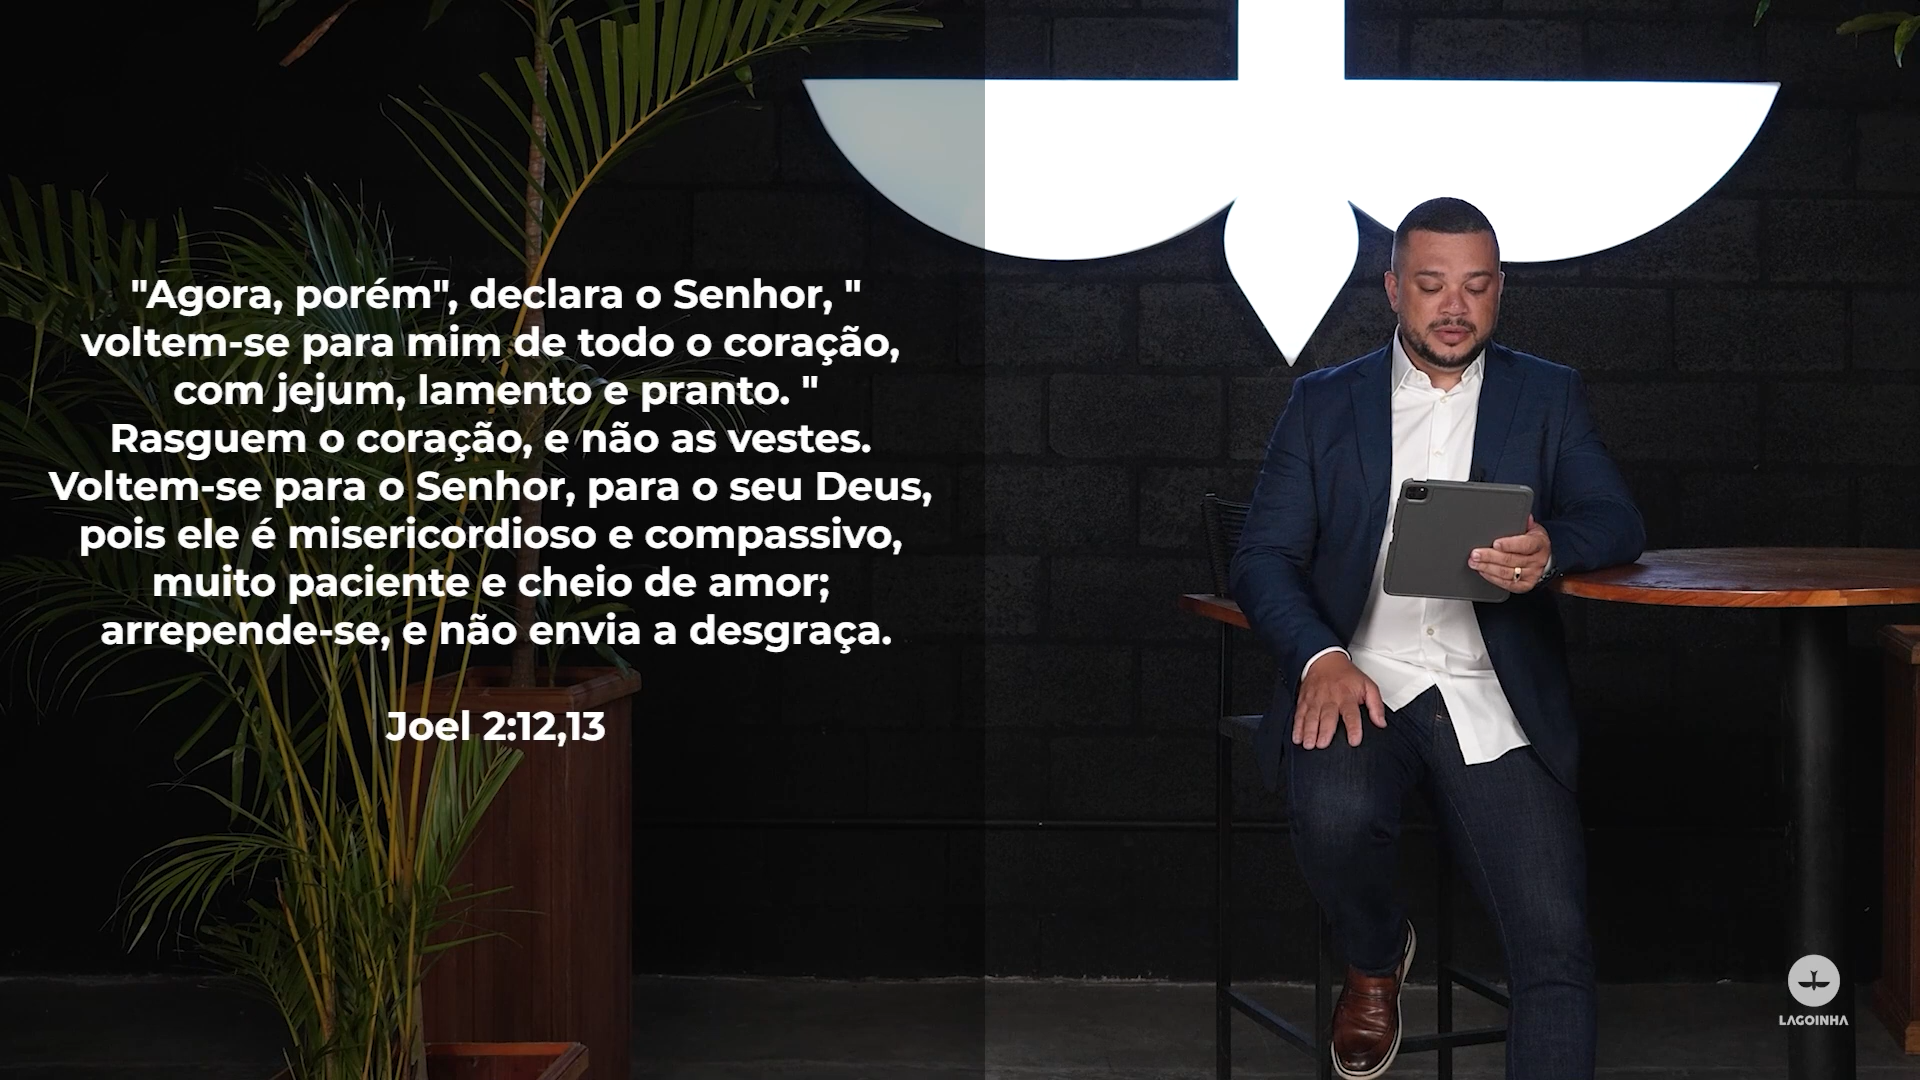 "Agora, porém", declara o Senhor, "
voltem-se para mim de todo o coração,
com jejum, lamento e pranto. "
Rasguem o coração, e não as vestes.
Voltem-se para o Senhor, para o seu Deus,
pois ele é misericordioso e compassivo,
muito paciente e cheio de amor;
arrepende-se, e não envia a desgraça.
Joel 2:12,13
LAGOINHA